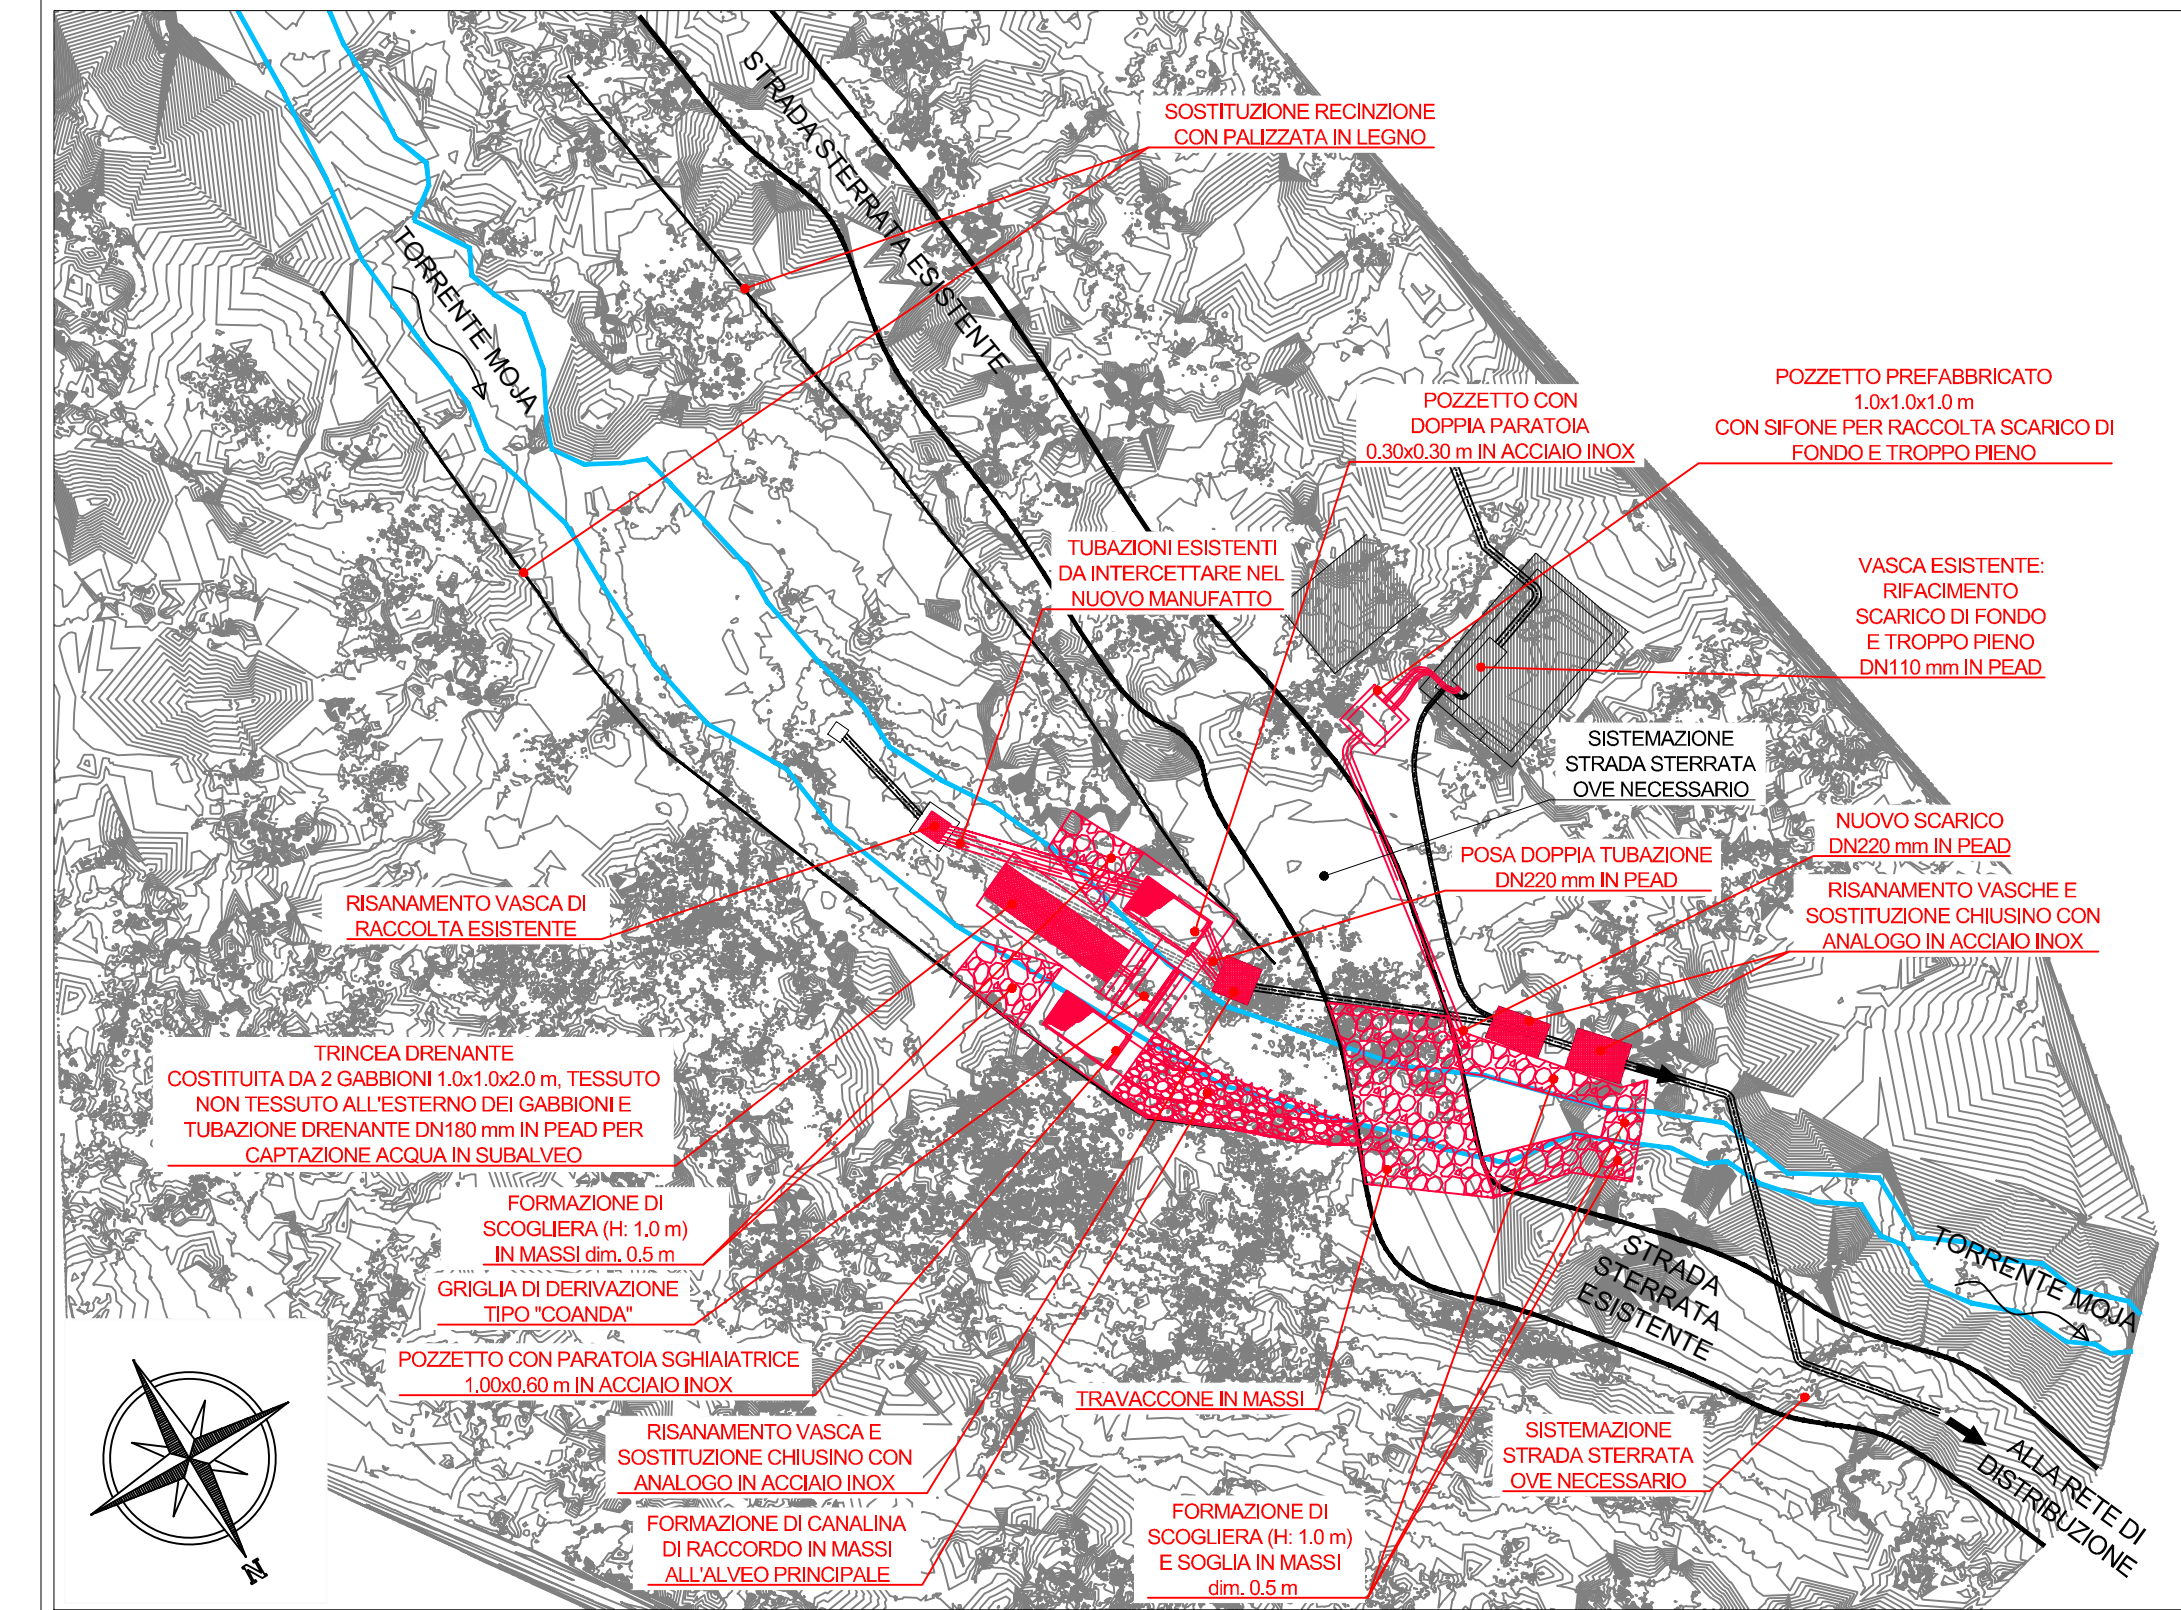 SOSTITUZIONE RECINZIONE
CON PALIZZATA IN LEGNO
STRADA STERRATA ESISTENTE
TORRENTE MOJA
POZZETTO CON
DOPPIA PARATOIA
0.30x0.30 m IN ACCIAIO INOX
POZZETTO PREFABBRICATO
1.0x1.0x1.0 m
CON SIFONE PER RACCOLTA SCARICO DI
FONDO E TROPPO PIENO
TUBAZIONI ESISTENTI
DA INTERCETTARE NEL
NUOVO MANUFATTO
VASCA ESISTENTE:
RIFACIMENTO
SCARICO DI FONDO
E TROPPO PIENO
DN110 mm IN PEAD
SISTEMAZIONE
STRADA STERRATA
OVE NECESSARIO
NUOVO SCARICO
DN220 mm IN PEAD
POSA DOPPIA TUBAZIONE
DN220 mm IN PEAD
RISANAMENTO VASCHE E
SOSTITUZIONE CHIUSINO CON
ANALOGO IN ACCIAIO INOX
RISANAMENTO VASCA DI
RACCOLTA ESISTENTE
TRINCEA DRENANTE
COSTITUITA DA 2 GABBIONI 1.0x1.0x2.0 m, TESSUTO
NON TESSUTO ALL'ESTERNO DEI GABBIONI E
TUBAZIONE DRENANTE DN180 mm IN PEAD PER
CAPTAZIONE ACQUA IN SUBALVEO
FORMAZIONE DI
SCOGLIERA (H: 1.0 m)
IN MASSI dim. 0.5 m
GRIGLIA DI DERIVAZIONE
TIPO "COANDA"
POZZETTO CON PARATOIA SGHIAIATRICE
1,00x0,60 m IN ACCIAIO INOX
RISANAMENTO VASCA E
SOSTITUZIONE CHIUSINO CON
ANALOGO IN ACCIAIO INOX
FORMAZIONE DI CANALINA
DI RACCORDO IN MASSI
ALL'ALVEO PRINCIPALE
TRAVACCONE IN MASSI
FORMAZIONE DI
SCOGLIERA (H: 1.0 m)
E SOGLIA IN MASSI
dim. 0.5 m
SISTEMAZIONE
STRADA STERRATA
OVE NECESSARIO
STRADA
STERRATA
ESISTENTE
TORRENTE MOJA
ALLA RETE DI
DISTRIBUZIONE
N